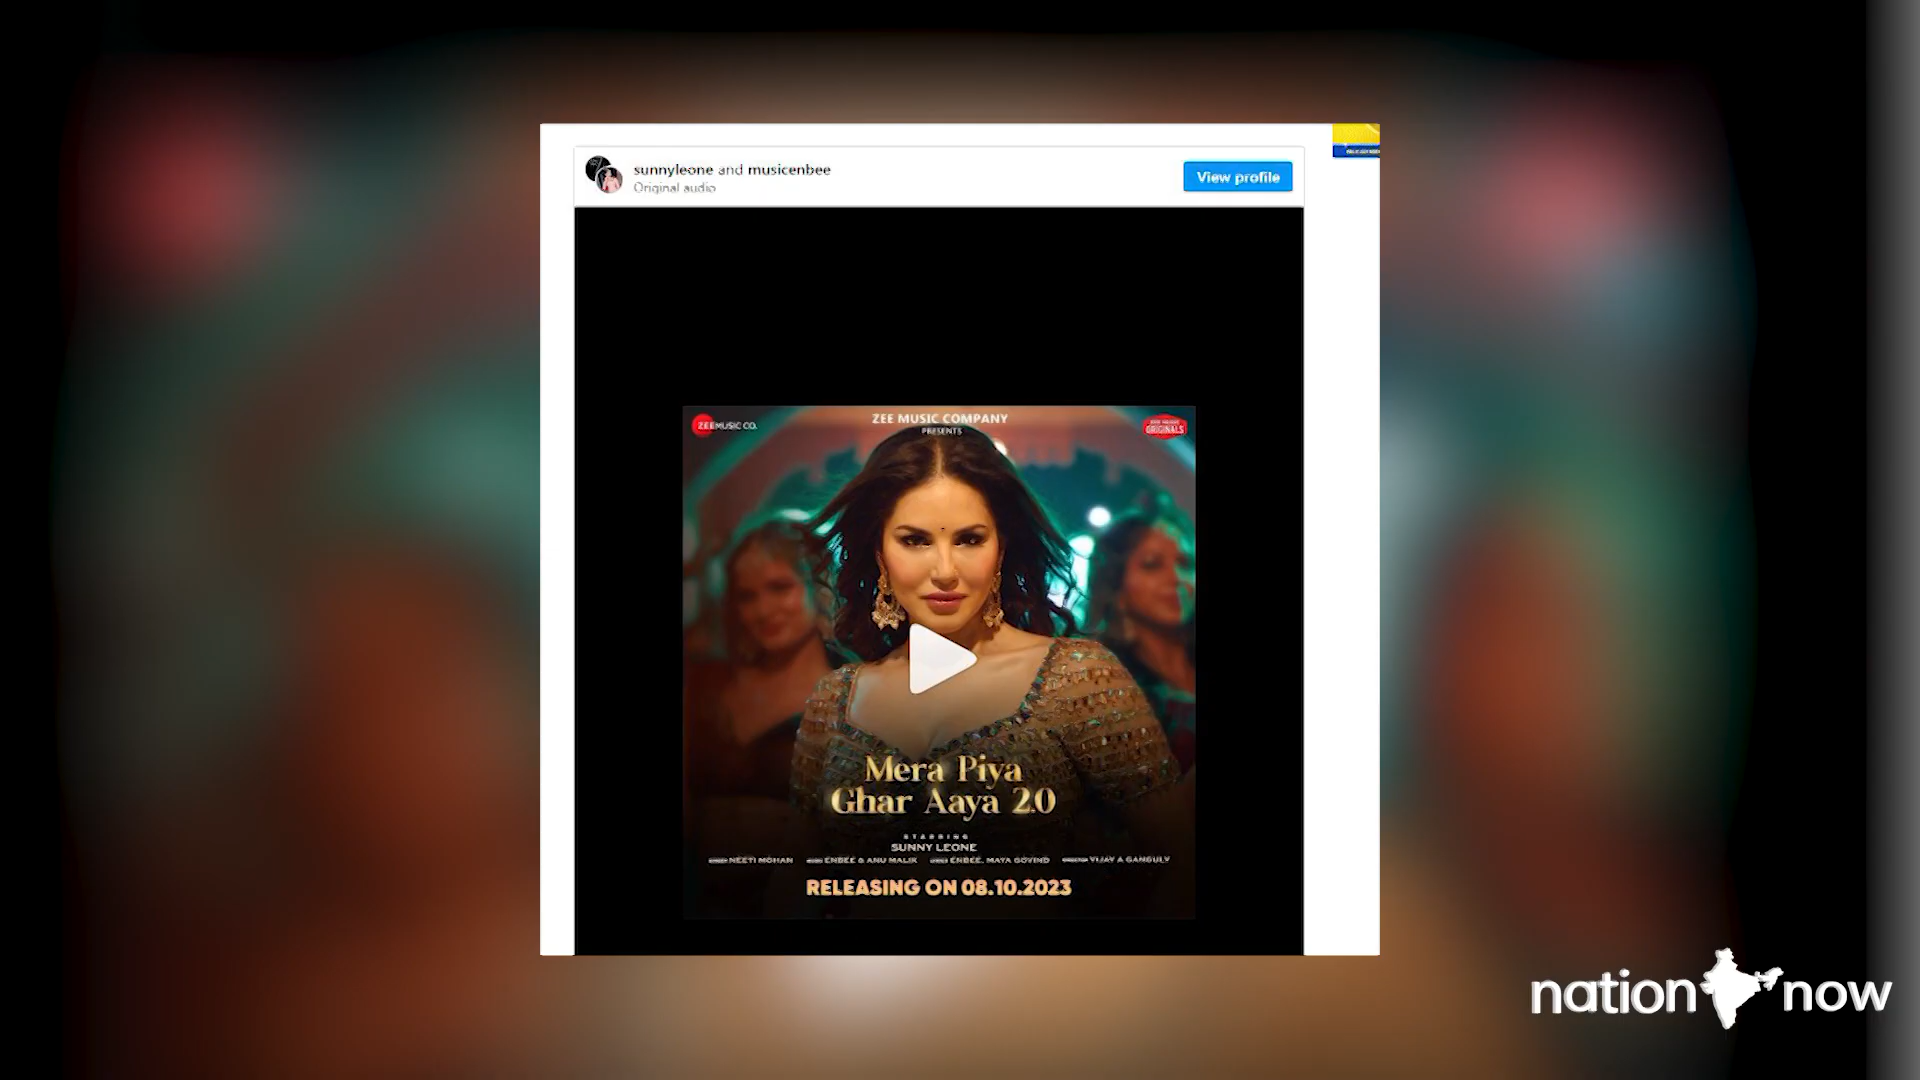 sunnyleone and musicenbee
Original audio
View profile
ZEE MUSIC CO.
ZEE MUSIC COMPANY
PRESENTS
ORIGINALS
Mera Piya
Ghar Aaya 2.0
STARRING
SUNNY LEONE
NEETI MOHAN ENBEE & ANU MALIK ENBEE, MAYA GOVIND VIJAY A GANGULY
RELEASING ON 08.10.2023
nation now